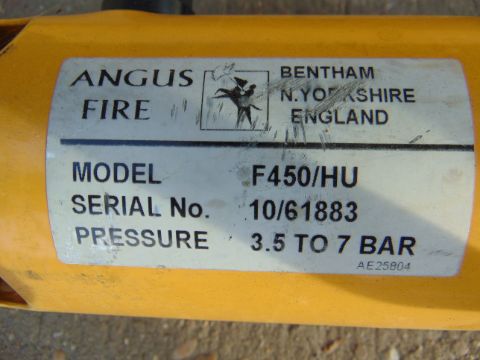 ANGUS FIRE
BENTHAM
N.YORKSHIRE
ENGLAND
MODEL F450/HU
SERIAL No. 10/61883
PRESSURE 3.5 TO 7 BAR
AE25804